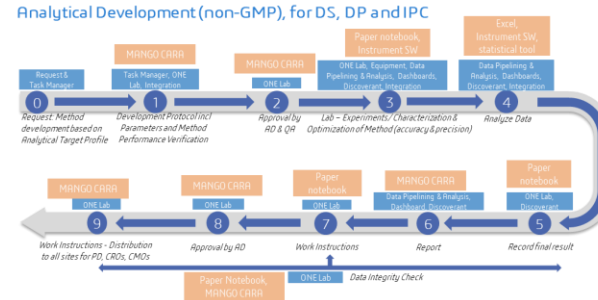 Analytical Development (non-GMP), for DS, DP and IPC
Request &
Task Manager
0
Request: Method
development based on
Analytical Target Profile
MANGO CARA
Task Manager, ONE
Lab, Integration
1
Development Protocol incl
Parameters and Method
Performance Verification
MANGO CARA
ONE Lab
2
Approval by
AD & QA
Paper notebook,
Instrument SW
ONE Lab, Equipment, Data
Pipelining & Analysis, Dashboards,
Discoverant, Integration
3
Lab – Experiments/ Characterization &
Optimization of Method (accuracy & precision)
Excel,
Instrument SW,
statistical tool
Data Pipelining &
Analysis, Dashboards,
Discoverant, Integration
4
Analyze Data
MANGO CARA
ONE Lab
9
Work Instructions - Distribution
to all sites for PD, CROs, CMOs
MANGO CARA
ONE Lab
8
Approval by AD
Paper
notebook
ONE Lab
7
Work Instructions
MANGO CARA
Data Pipelining & Analysis,
Dashboard, Discoverant
6
Report
Paper
notebook
ONE Lab,
Discoverant
5
Record final result
Paper Notebook,
MANGO CARA
ONE Lab
Data Integrity Check